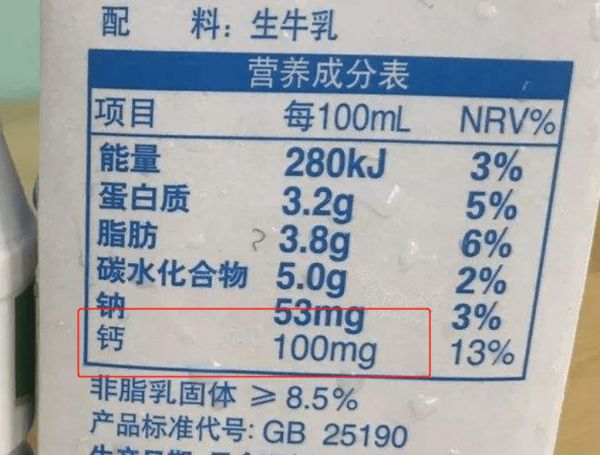 配 料: 生牛乳
营养成分表
项目 每100mL NRV%
能量 280kJ 3%
蛋白质 3.2g 5%
脂肪 3.8g 6%
碳水化合物 5.0g 2%
钠 53mg 3%
钙 100mg 13%
非脂乳固体 ≥ 8.5%
产品标准代号: GB 25190